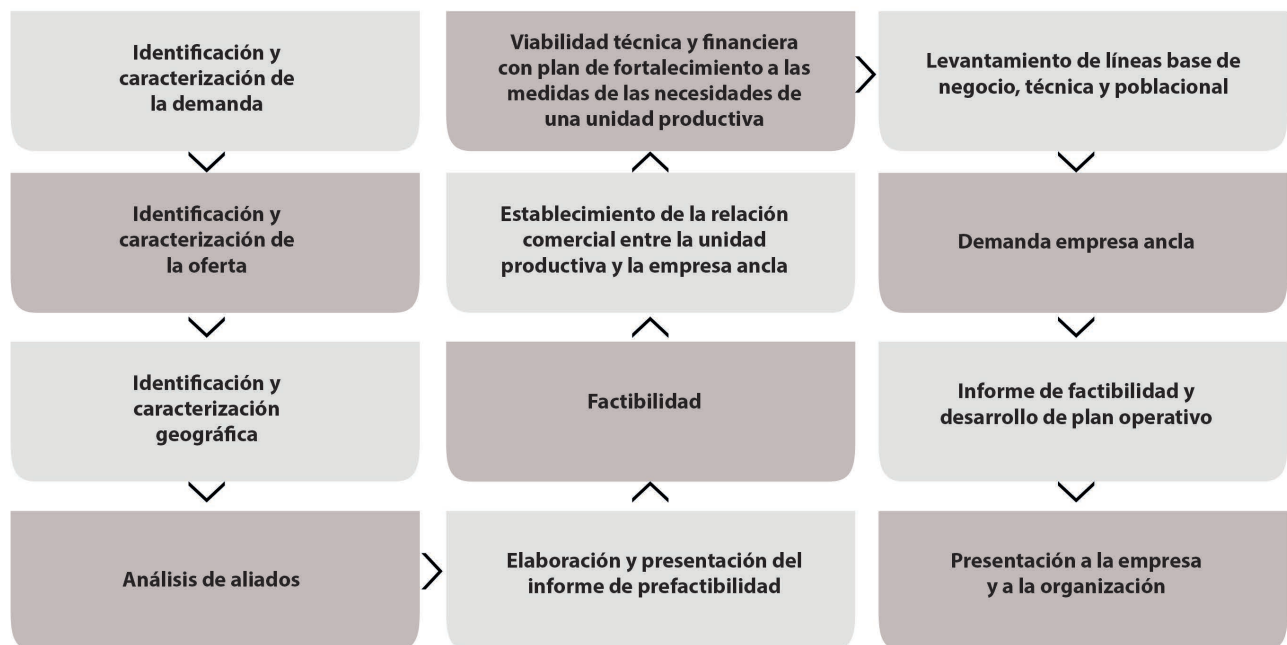 Identificación y
caracterización de
la demanda
Identificación y
caracterización de
la oferta
Identificación y
caracterización
geográfica
Análisis de aliados
Elaboración y presentación del
informe de prefactibilidad
Factibilidad
Establecimiento de la relación
comercial entre la unidad
productiva y la empresa ancla
Viabilidad técnica y financiera
con plan de fortalecimiento a las
medidas de las necesidades de
una unidad productiva
Levantamiento de líneas base de
negocio, técnica y poblacional
Demanda empresa ancla
Informe de factibilidad y
desarrollo de plan operativo
Presentación a la empresa
y a la organización